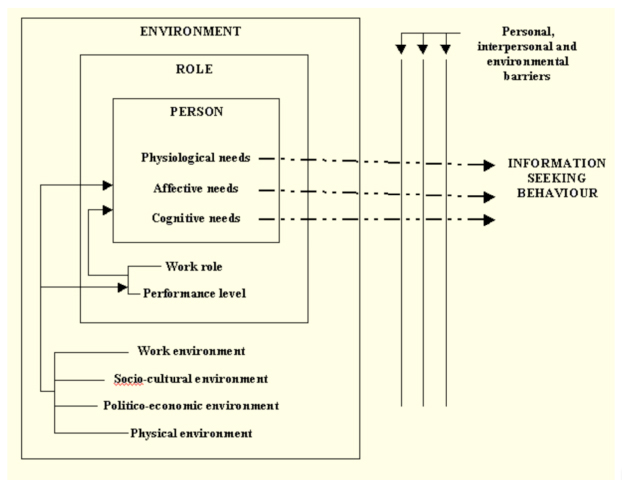 ENVIRONMENT
ROLE
PERSON
Physiological needs
Affective needs
Cognitive needs
Work role
Performance level
Work environment
Socio-cultural environment
Politico-economic environment
Physical environment
Personal,
interpersonal and
environmental
barriers
INFORMATION
SEEKING
BEHAVIOUR